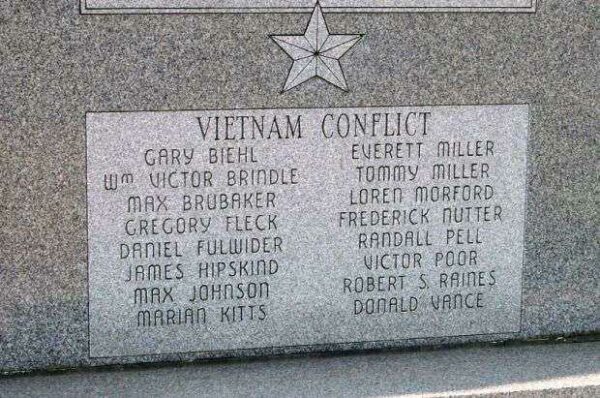 VIETNAM CONFLICT
GARY BIEHL
Wm VICTOR BRINDLE
MAX BRUBAKER
GREGORY FLECK
DANIEL FULWIDER
JAMES HIPSKIND
MAX JOHNSON
MARIAN KITTS
EVERETT MILLER
TOMMY MILLER
LOREN MORFORD
FREDERICK NUTTER
RANDALL PELL
VICTOR POOR
ROBERT S. RAINES
DONALD VANCE